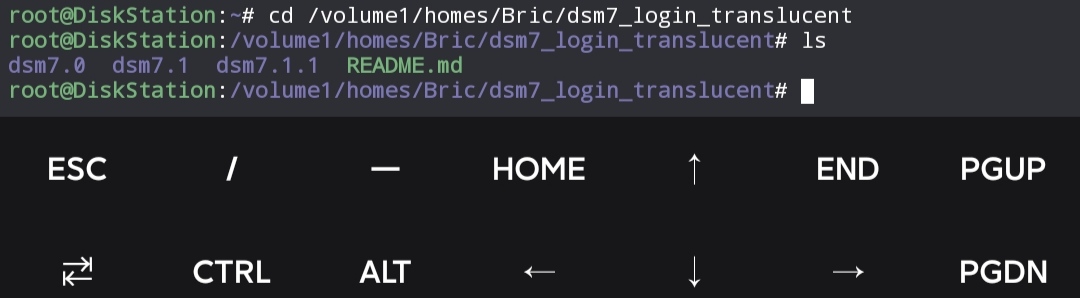 root@DiskStation:~# cd /volume1/homes/Bric/dsm7_login_translucent
root@DiskStation:/volume1/homes/Bric/dsm7_login_translucent# ls
dsm7.0  dsm7.1  dsm7.1.1  README.md
root@DiskStation:/volume1/homes/Bric/dsm7_login_translucent#
ESC / — HOME ↑ END PGUP
⇄ CTRL ALT ← ↓ → PGDN